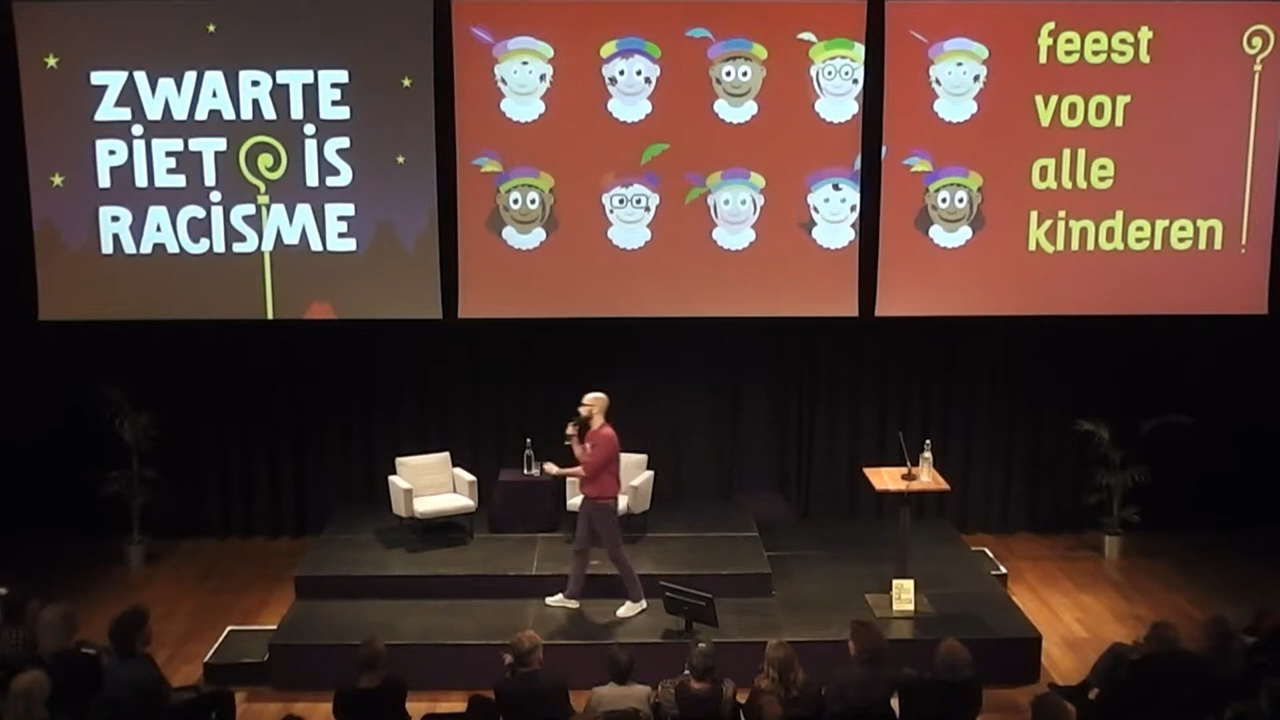 ZWARTE
PIET IS
RACISME
feest
voor
alle
kinderen